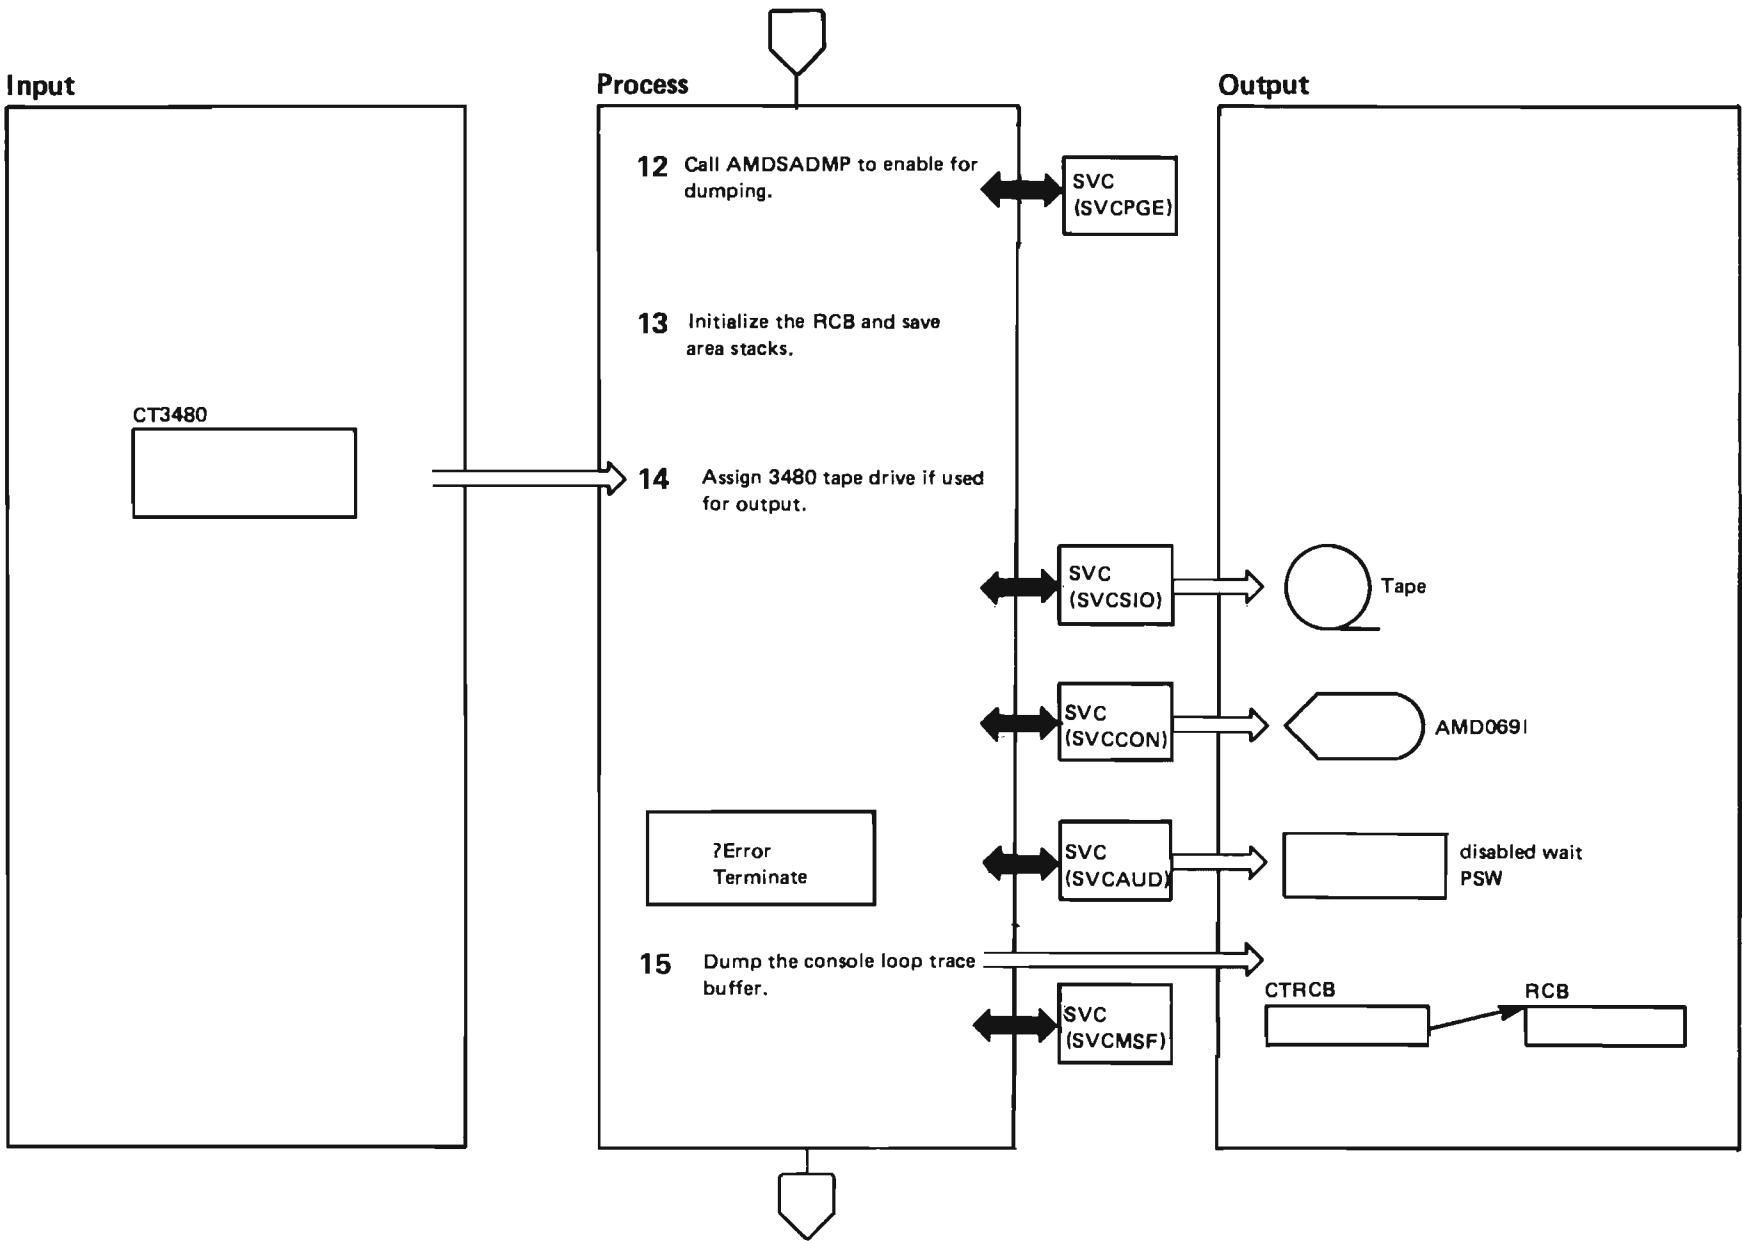 Input
Process
Output
12 Call AMDSADMP to enable for
dumping.
SVC
(SVCPGE)
13 Initialize the RCB and save
area stacks.
CT3480
14 Assign 3480 tape drive if used
for output.
SVC
(SVCSIO)
Tape
SVC
(SVCCON)
AMD069I
?Error
Terminate
SVC
(SVCAUD)
disabled wait
PSW
15 Dump the console loop trace
buffer.
SVC
(SVCMSF)
CTRCB
RCB